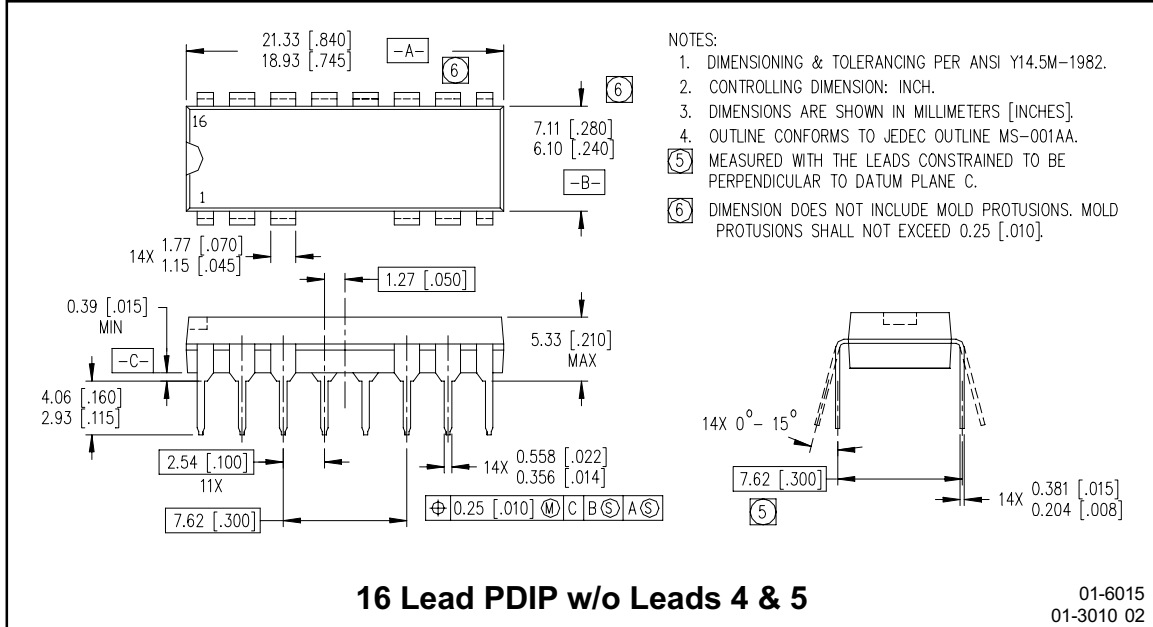 21.33 [.840]
18.93 [.745]
-A-
6
6
16
1
7.11 [.280]
6.10 [.240]
-B-
14X 1.77 [.070]
1.15 [.045]
1.27 [.050]
0.39 [.015]
MIN
-C-
5.33 [.210]
MAX
4.06 [.160]
2.93 [.115]
2.54 [.100]
11X
14X 0.558 [.022]
0.356 [.014]
⌖ 0.25 [.010] Ⓜ C B Ⓢ A Ⓢ
7.62 [.300]
NOTES:
1. DIMENSIONING & TOLERANCING PER ANSI Y14.5M-1982.
2. CONTROLLING DIMENSION: INCH.
3. DIMENSIONS ARE SHOWN IN MILLIMETERS [INCHES].
4. OUTLINE CONFORMS TO JEDEC OUTLINE MS-001AA.
5 MEASURED WITH THE LEADS CONSTRAINED TO BE
PERPENDICULAR TO DATUM PLANE C.
6 DIMENSION DOES NOT INCLUDE MOLD PROTUSIONS. MOLD
PROTUSIONS SHALL NOT EXCEED 0.25 [.010].
14X 0° - 15°
7.62 [.300]
5
14X 0.381 [.015]
0.204 [.008]
16 Lead PDIP w/o Leads 4 & 5
01-6015
01-3010 02